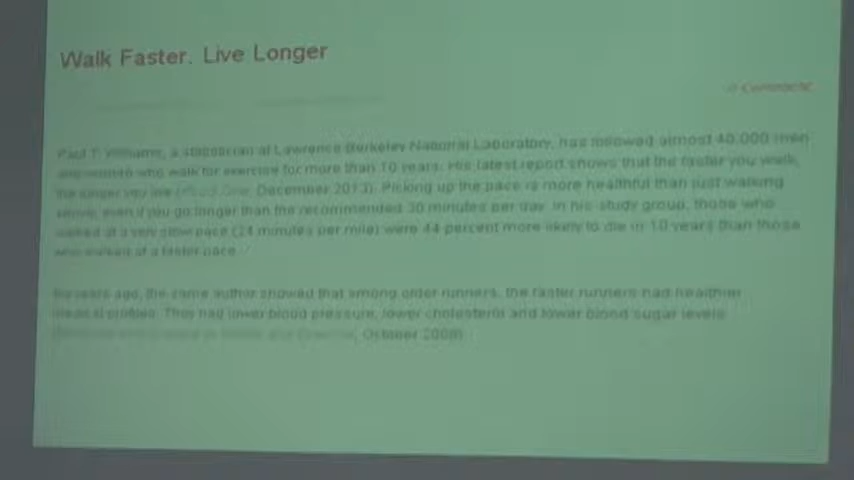 Walk Faster. Live Longer
0 Comments
Paul T. Williams, a statistician at Lawrence Berkeley National Laboratory, has followed almost 40,000 men
and women who walk for exercise for more than 10 years. His latest report shows that the faster you walk,
the longer you live (PLoS One, December 2013). Picking up the pace is more healthful than just walking
slowly, even if you go longer than the recommended 30 minutes per day. In his study group, those who
walked at a very slow pace (24 minutes per mile) were 44 percent more likely to die in 10 years than those
who walked at a faster pace.
Six years ago, the same author showed that among older runners, the faster runners had healthier
medical profiles. They had lower blood pressure, lower cholesterol and lower blood sugar levels
October 2008)